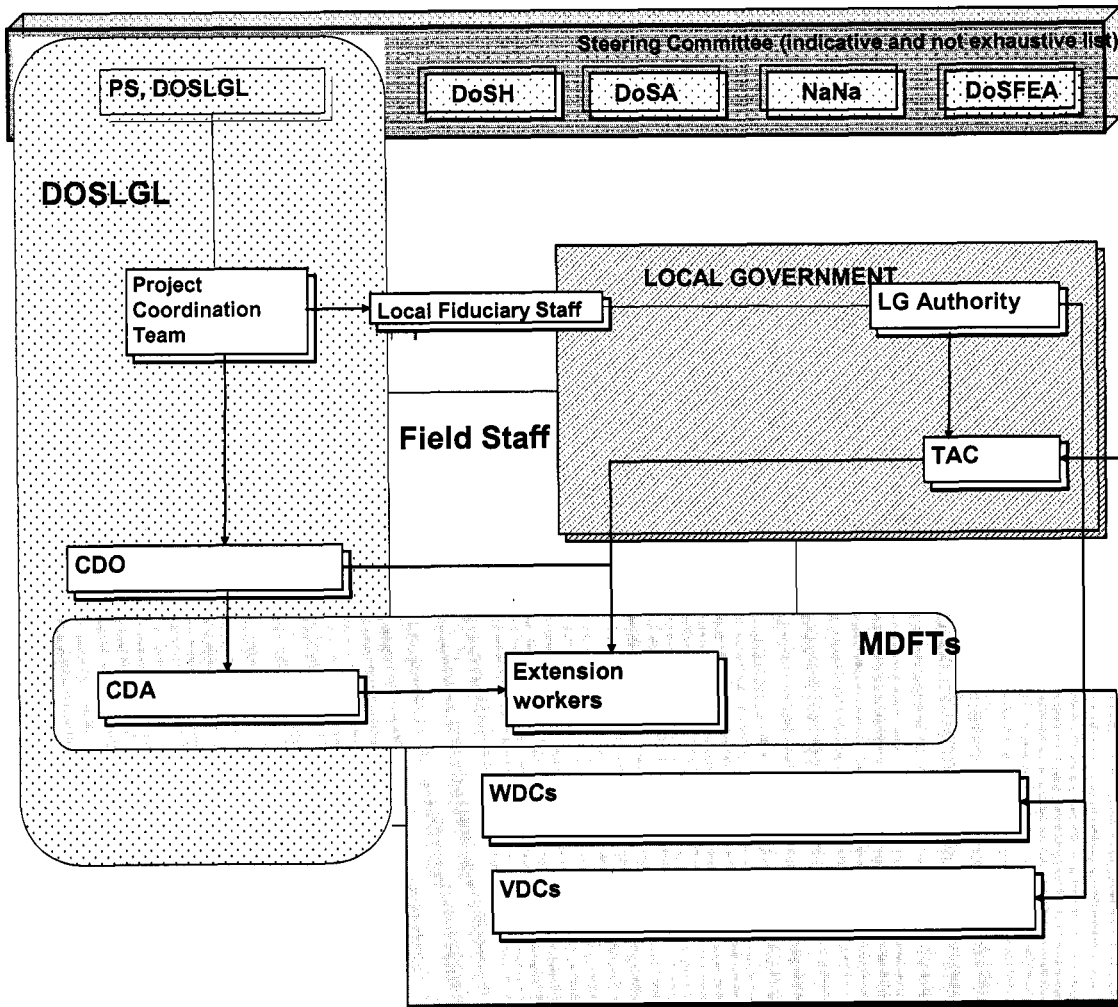 Steering Committee (indicative and not exhaustive list)
PS, DOSLGL
DoSH
DoSA
NaNa
DoSFEA
DOSLGL
LOCAL GOVERNMENT
Project
Coordination
Team
Local Fiduciary Staff
LG Authority
Field Staff
TAC
CDO
MDFTs
CDA
Extension
workers
WDCs
VDCs